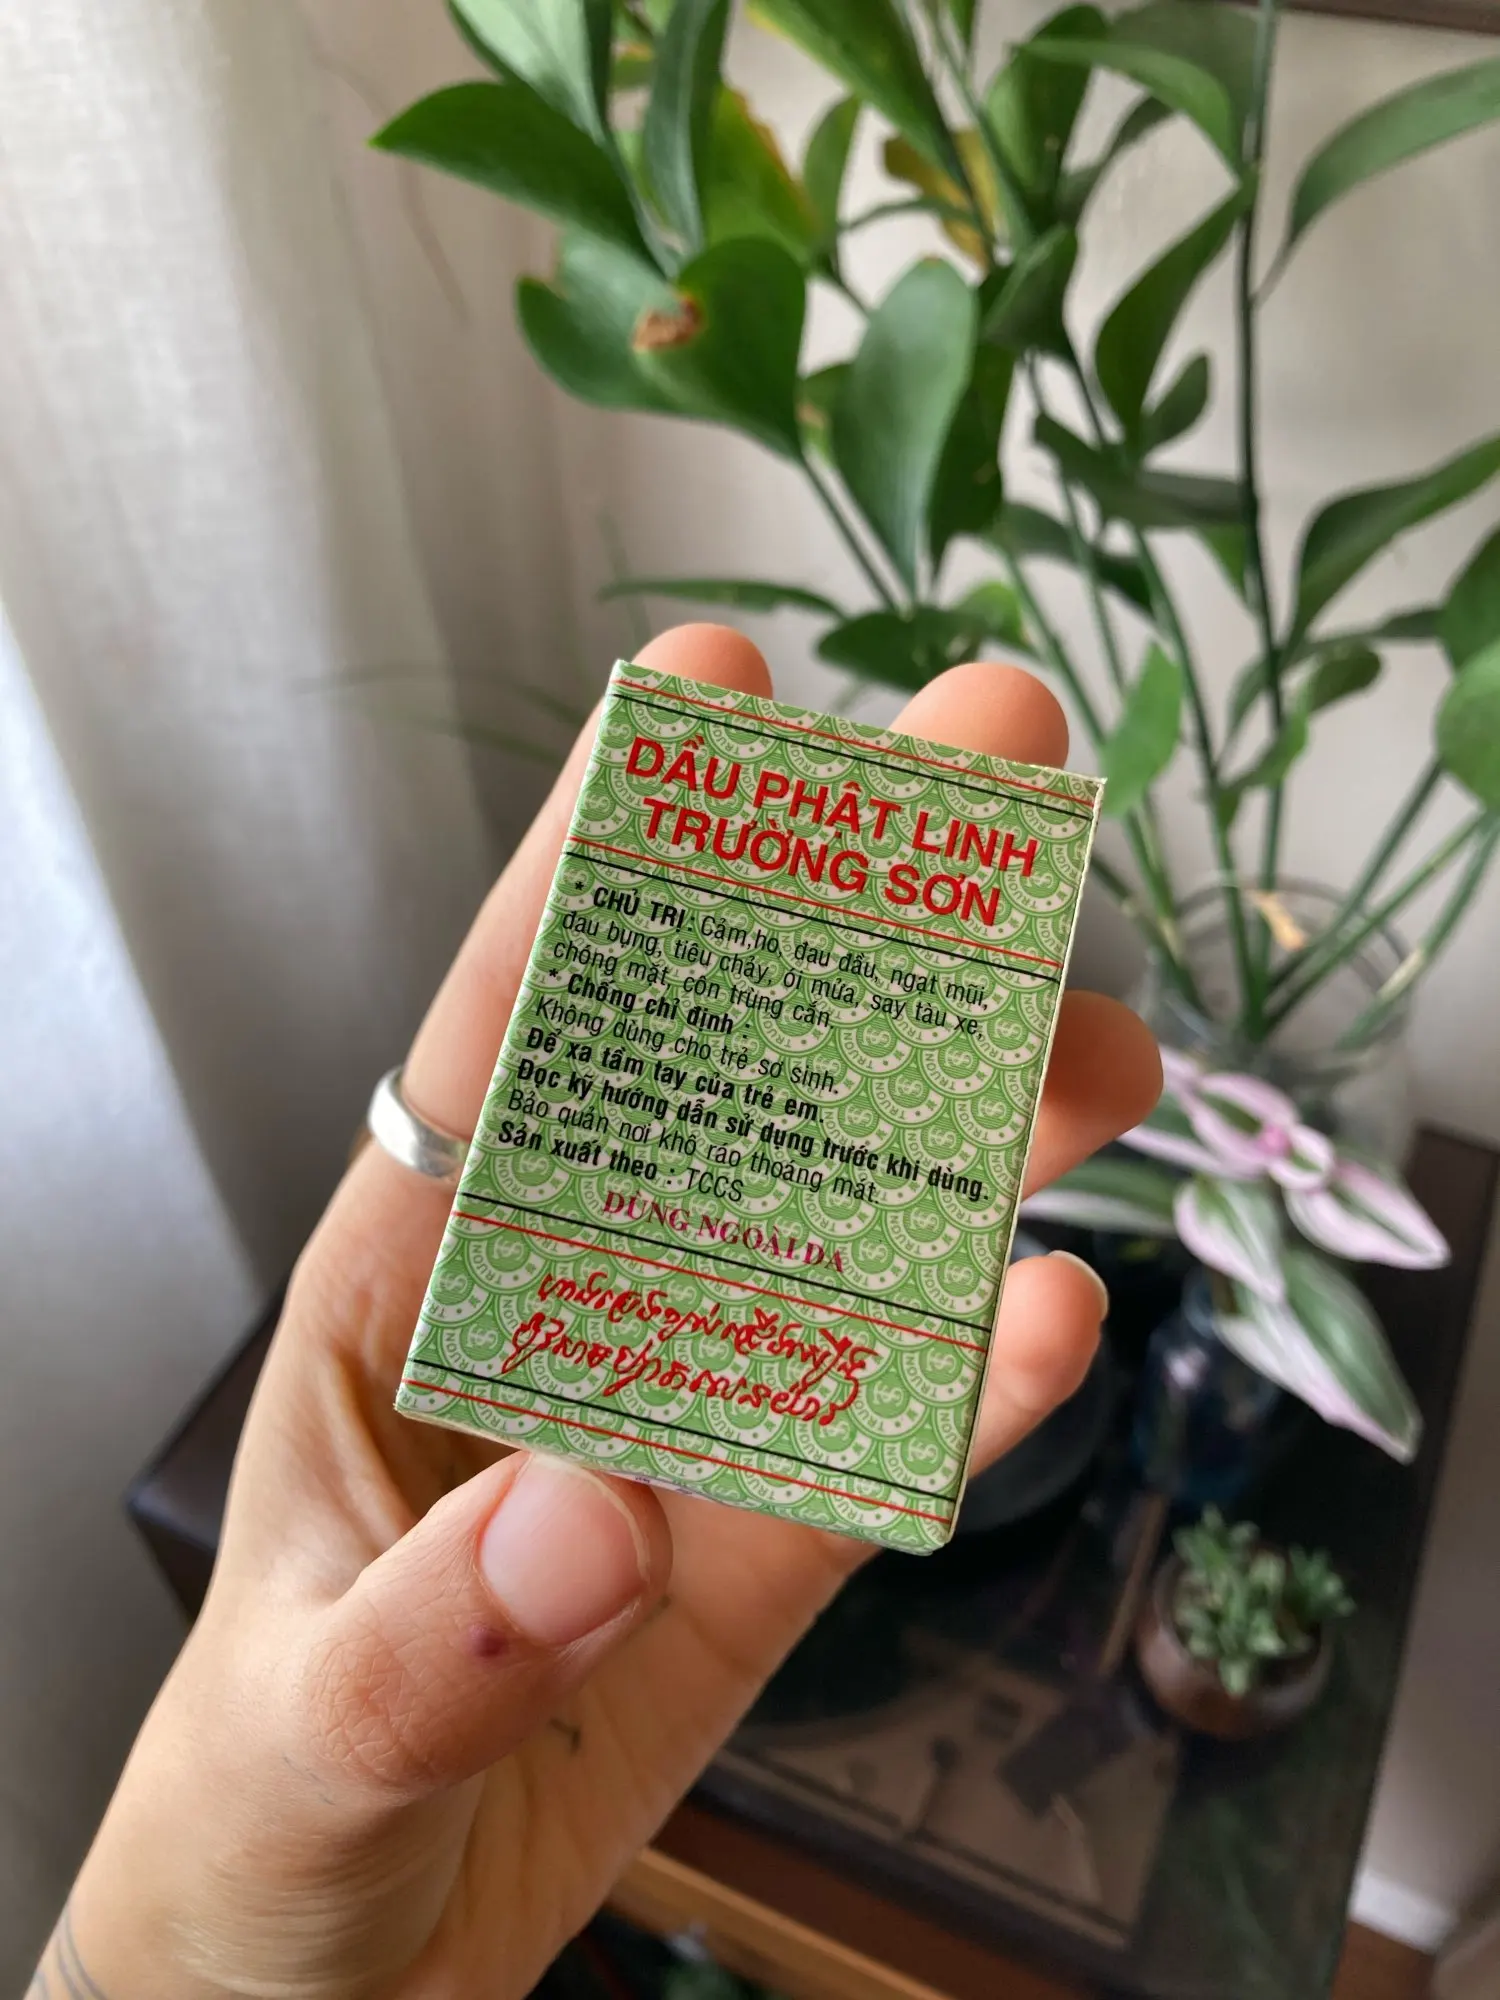 DẦU PHẬT LINH
TRƯỜNG SƠN
* CHỦ TRỊ: Cảm,ho, đau đầu, ngạt mũi,
đau bụng, tiêu chảy, ói mửa, say tàu xe,
chóng mặt, côn trùng cắn.
* Chống chỉ định :
Không dùng cho trẻ sơ sinh.
Để xa tầm tay của trẻ em.
Đọc kỹ hướng dẫn sử dụng trước khi dùng.
Bảo quản nơi khô ráo thoáng mát.
Sản xuất theo : TCCS
DÙNG NGOÀI DA